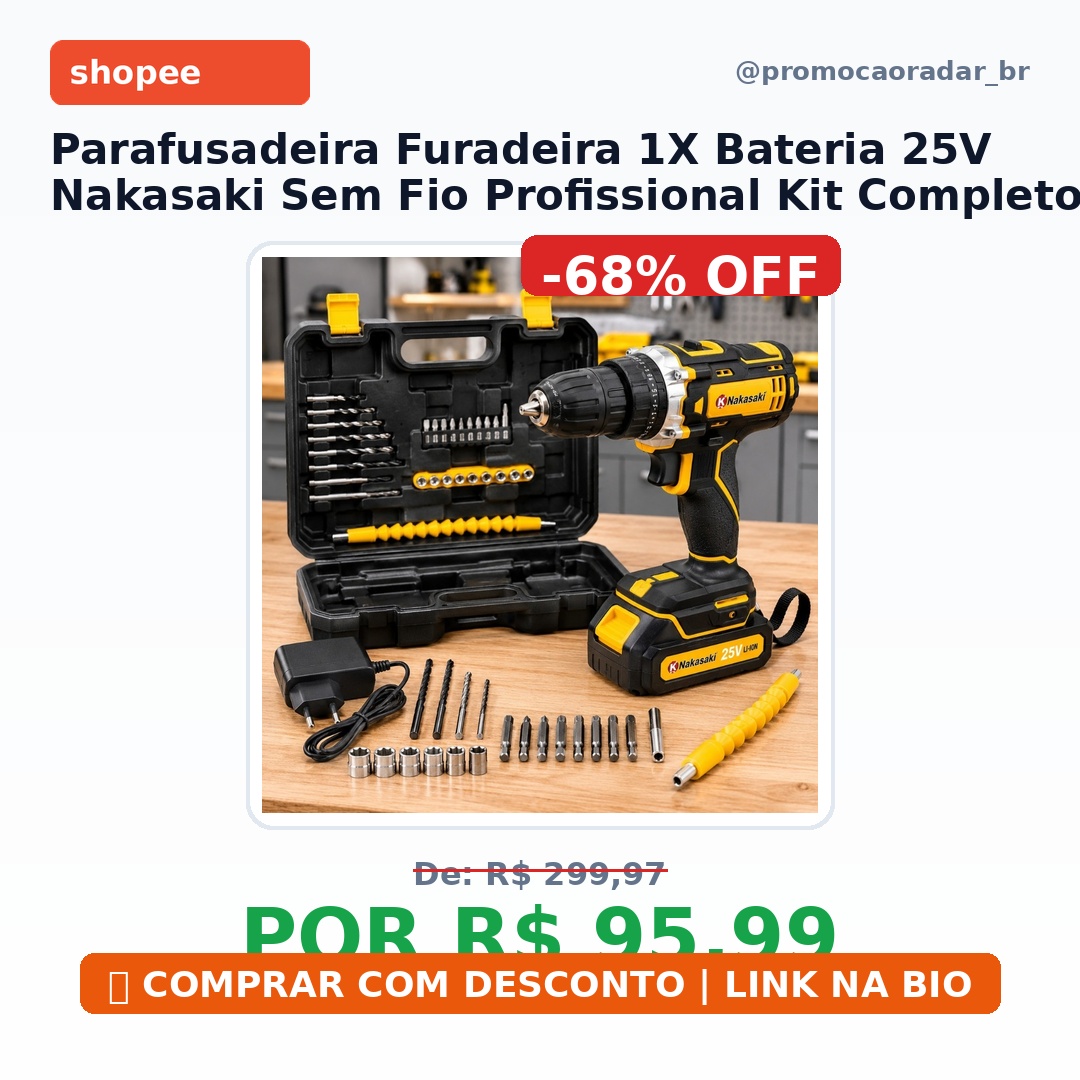 shopee
@promocaoradar_br
Parafusadeira Furadeira 1X Bateria 25V
Nakasaki Sem Fio Profissional Kit Completo
-68% OFF
Nakasaki
Nakasaki 25V LI-ION
De: R$ 299,97
POR R$ 95,99
COMPRAR COM DESCONTO | LINK NA BIO